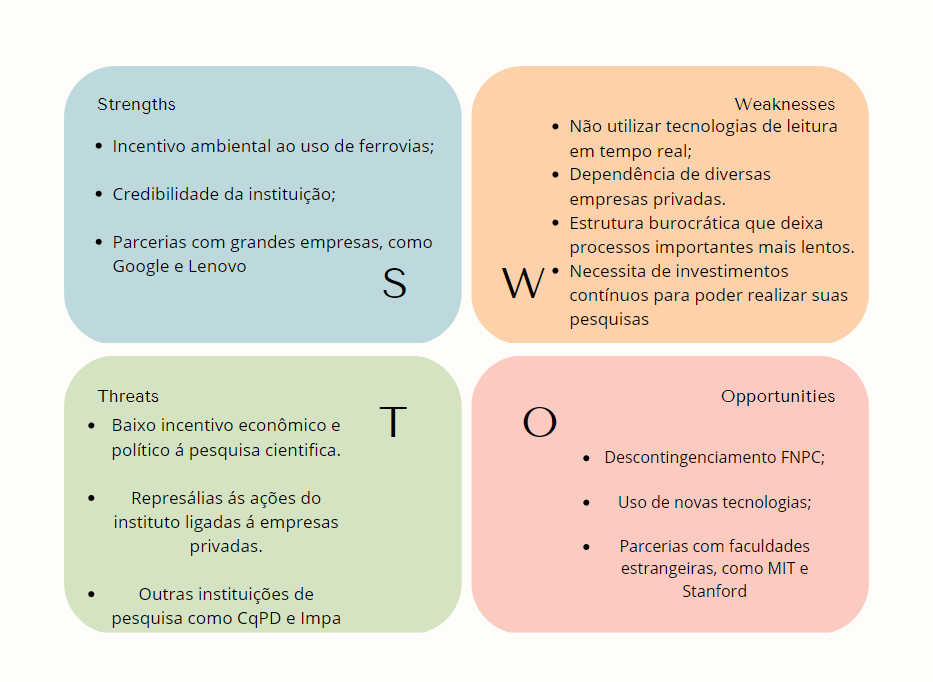 Strengths
Incentivo ambiental ao uso de ferrovias;
Credibilidade da instituição;
Parcerias com grandes empresas, como
Google e Lenovo
S
Weaknesses
Não utilizar tecnologias de leitura
em tempo real;
Dependência de diversas
empresas privadas.
Estrutura burocrática que deixa
processos importantes mais lentos.
Necessita de investimentos
contínuos para poder realizar suas
pesquisas
W
Threats
Baixo incentivo econômico e
político á pesquisa cientifica.
Represálias ás ações do
instituto ligadas á empresas
privadas.
Outras instituições de
pesquisa como CqPD e Impa
T
Opportunities
O
Descontingenciamento FNPC;
Uso de novas tecnologias;
Parcerias com faculdades
estrangeiras, como MIT e
Stanford